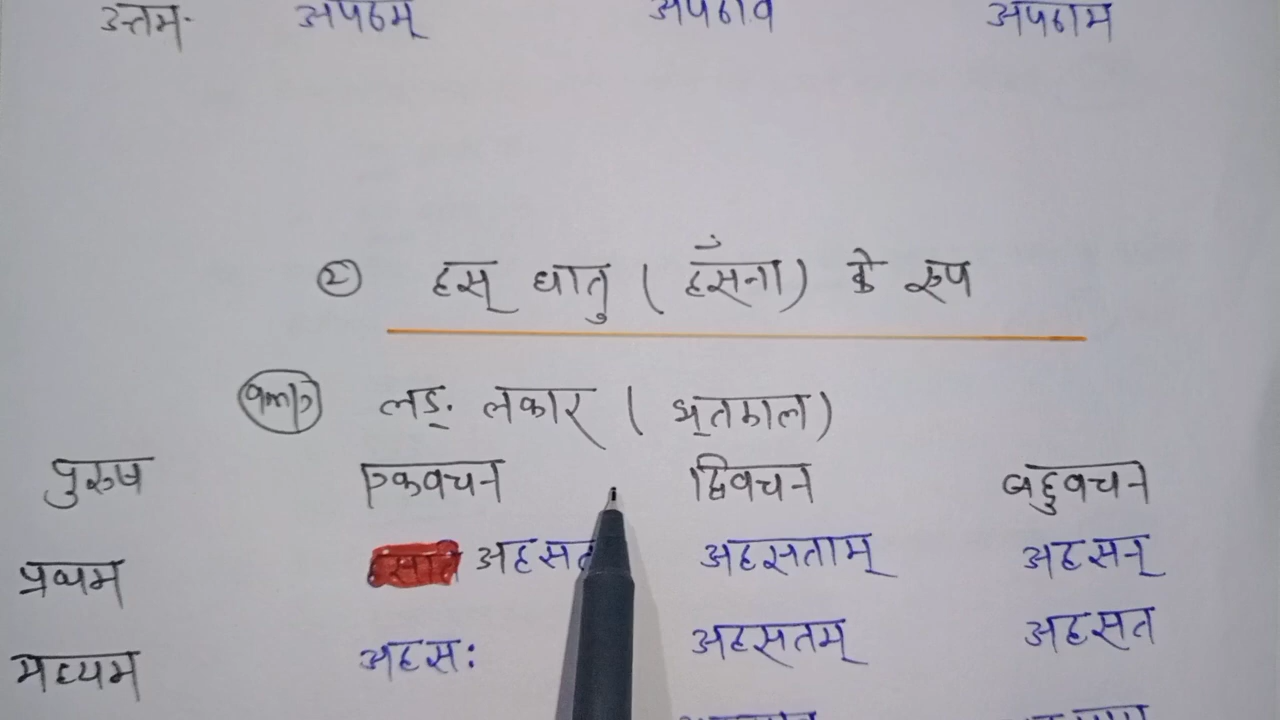 उत्तम- अपठम् अपठाव अपठाम
② हस् धातु ( हँसना ) के रुप
लङ्. लकार ( भूतकाल )
पुरुष एकवचन द्विवचन बहुवचन
प्रथम अहसत अहसताम् अहसन्
मध्यम अहस: अहसतम् अहसत